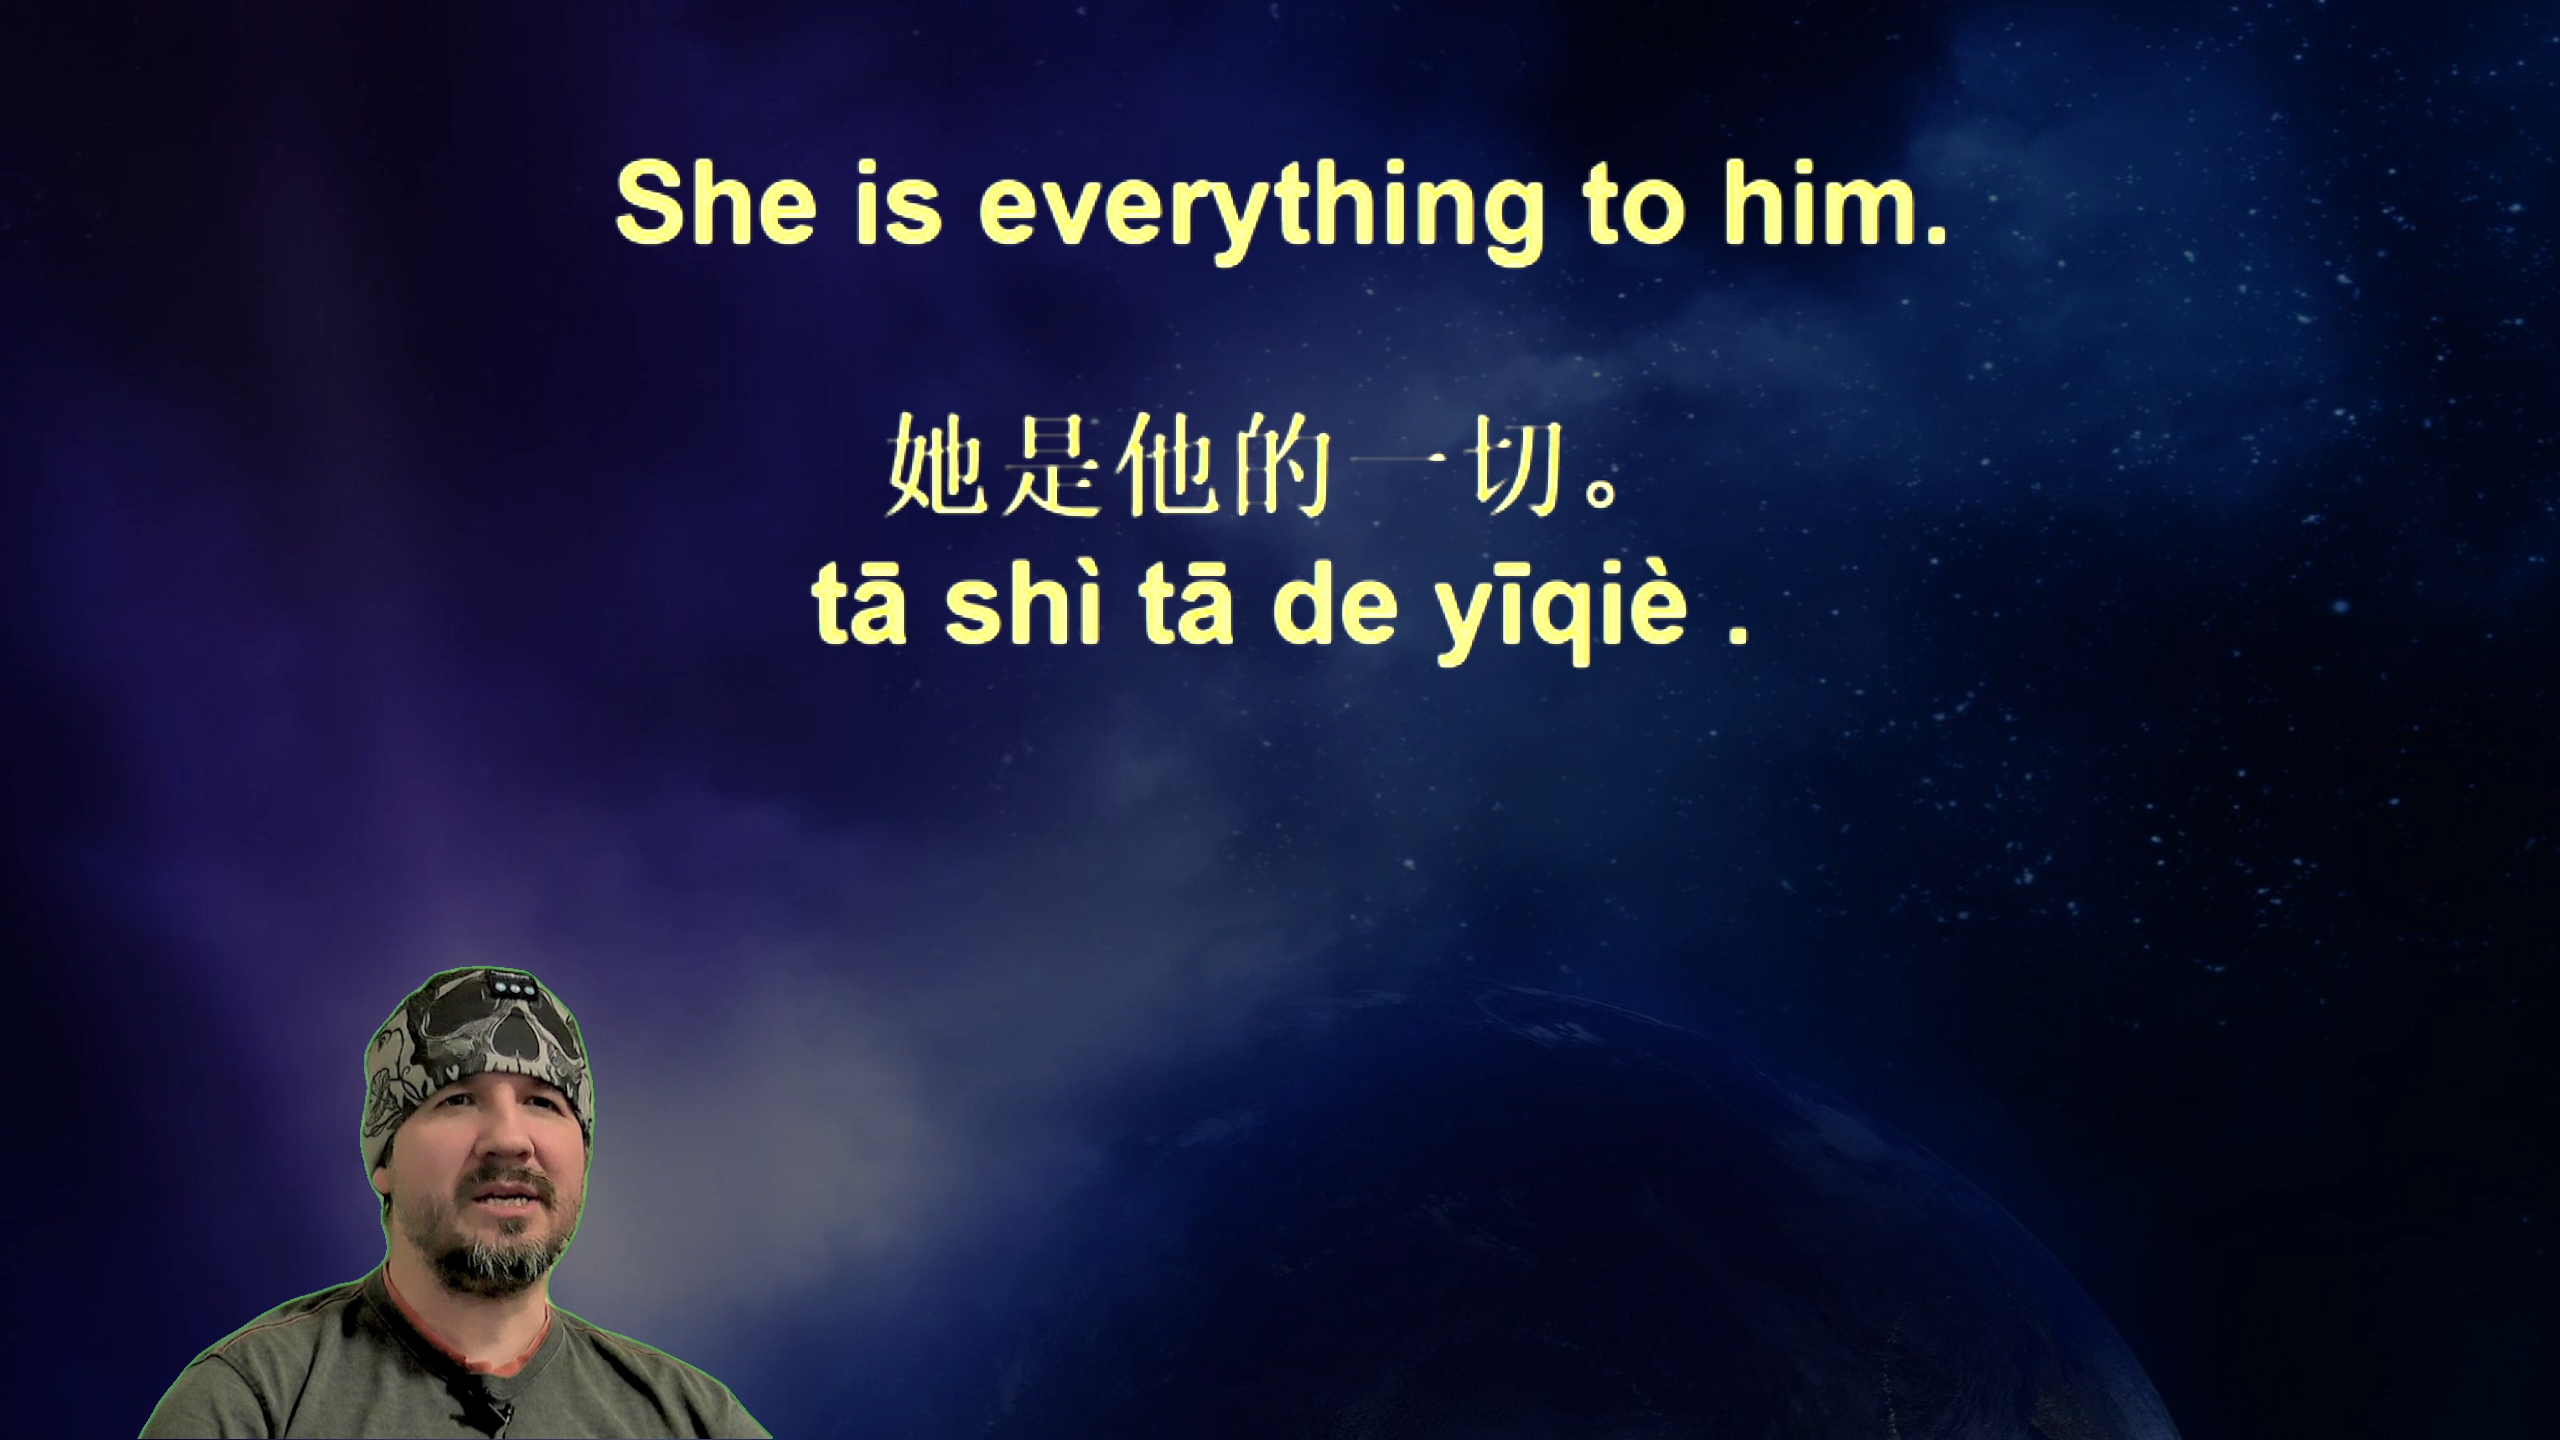 She is everything to him.
她是他的一切。
tā shì tā de yīqiè .